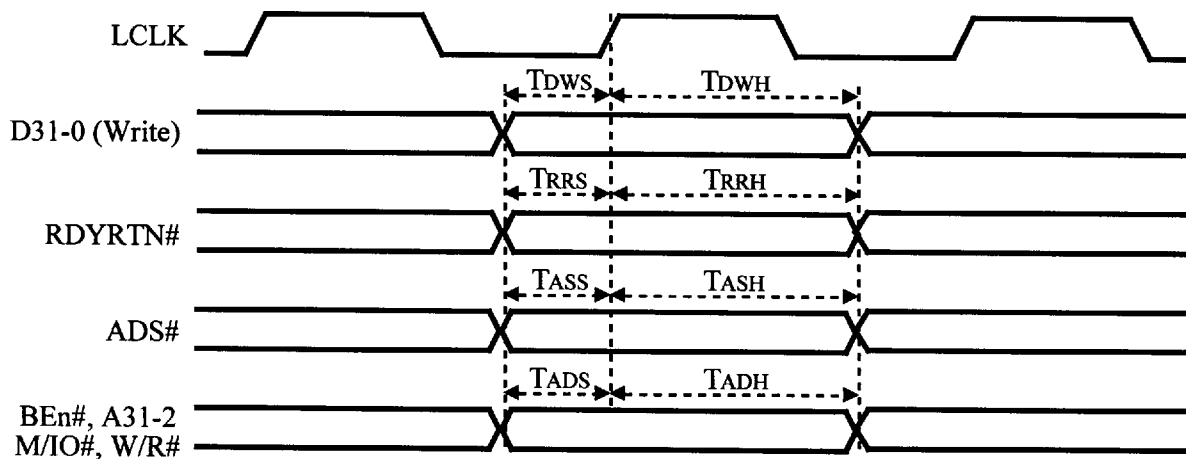 LCLK
TDWS TDWH
D31-0 (Write)
TRRS TRRH
RDYRTN#
TASS TASH
ADS#
TADS TADH
BEn#, A31-2
M/IO#, W/R#